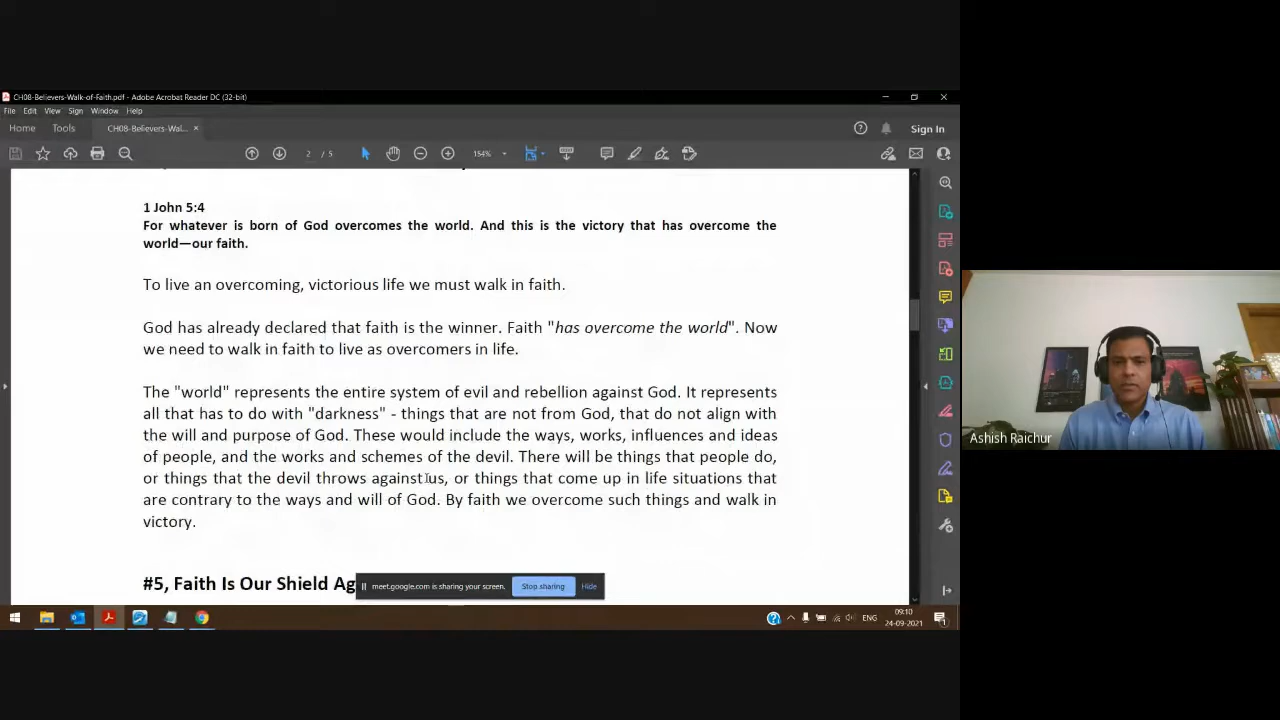 CH08-Believers-Walk-of-Faith.pdf - Adobe Acrobat Reader DC (32-bit)
File Edit View Sign Window Help
Home Tools CH08-Believers-Wal... × Sign In
2 / 5 154%
1 John 5:4
For whatever is born of God overcomes the world. And this is the victory that has overcome the
world—our faith.
To live an overcoming, victorious life we must walk in faith.
God has already declared that faith is the winner. Faith "has overcome the world". Now
we need to walk in faith to live as overcomers in life.
The "world" represents the entire system of evil and rebellion against God. It represents
all that has to do with "darkness" - things that are not from God, that do not align with
the will and purpose of God. These would include the ways, works, influences and ideas
of people, and the works and schemes of the devil. There will be things that people do,
or things that the devil throws against us, or things that come up in life situations that
are contrary to the ways and will of God. By faith we overcome such things and walk in
victory.
#5, Faith Is Our Shield Ag
meet.google.com is sharing your screen. Stop sharing Hide
ENG
09:10
24-09-2021
Ashish Raichur